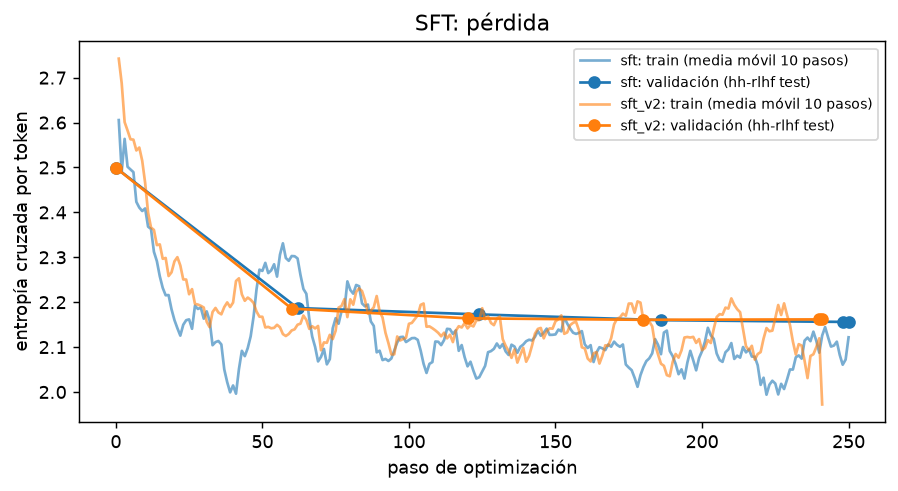 SFT: pérdida
entropía cruzada por token
2.7
2.6
2.5
2.4
2.3
2.2
2.1
2.0
sft: train (media móvil 10 pasos)
sft: validación (hh-rlhf test)
sft_v2: train (media móvil 10 pasos)
sft_v2: validación (hh-rlhf test)
0 50 100 150 200 250
paso de optimización